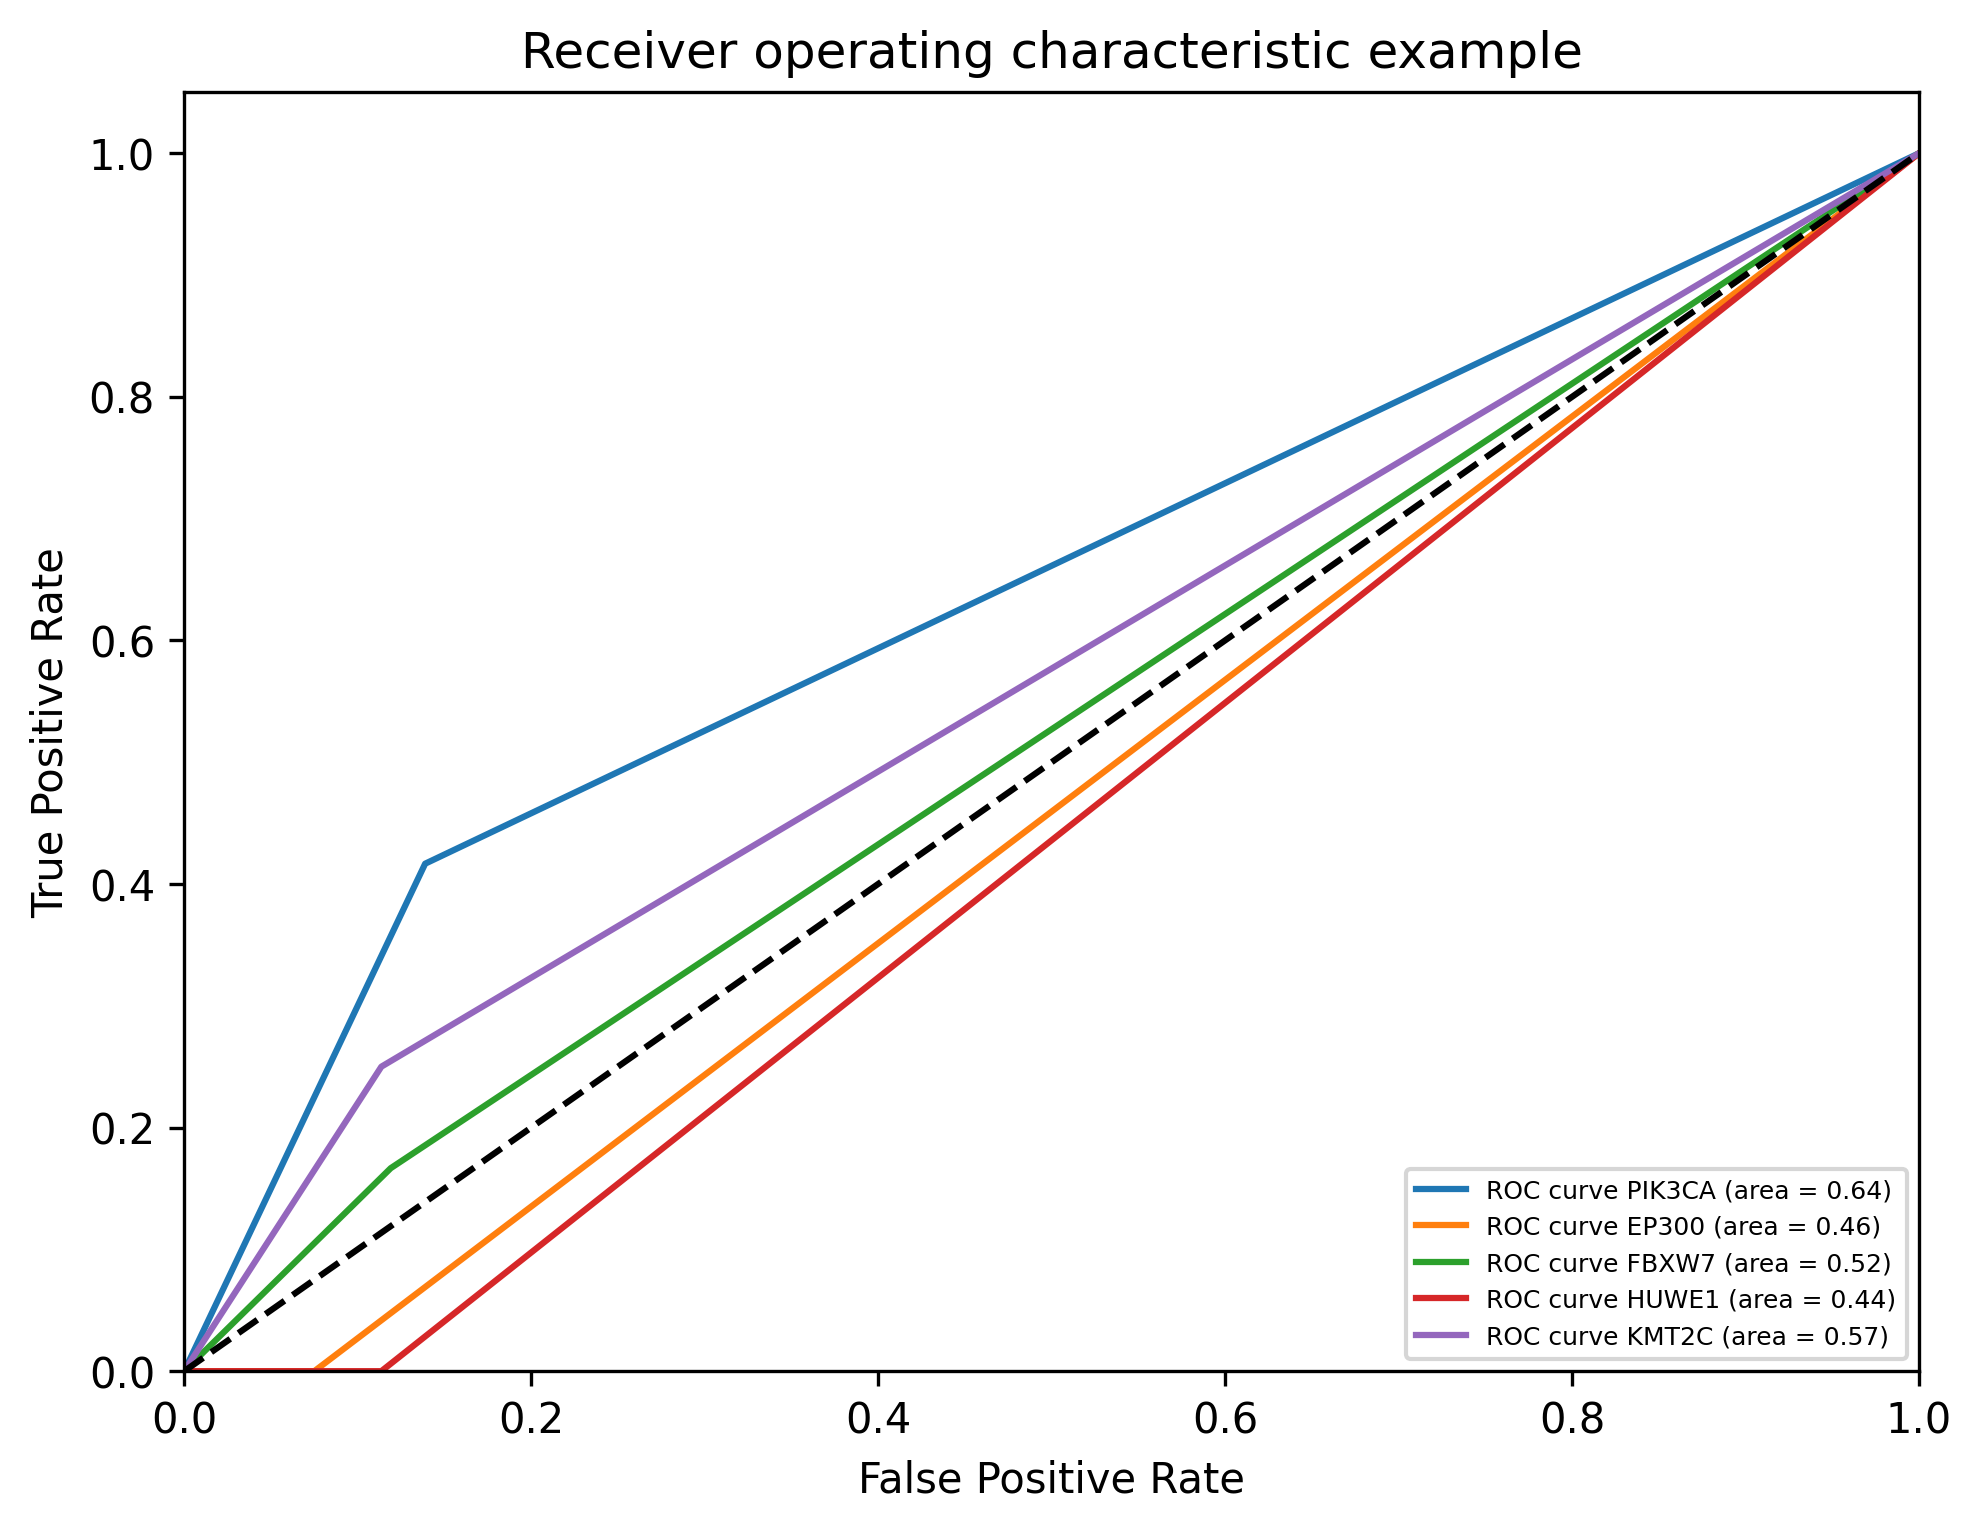 Receiver operating characteristic example
1.0
0.8
0.6
0.4
0.2
0.0
True Positive Rate
ROC curve PIK3CA (area = 0.64)
ROC curve EP300 (area = 0.46)
ROC curve FBXW7 (area = 0.52)
ROC curve HUWE1 (area = 0.44)
ROC curve KMT2C (area = 0.57)
0.0 0.2 0.4 0.6 0.8 1.0
False Positive Rate